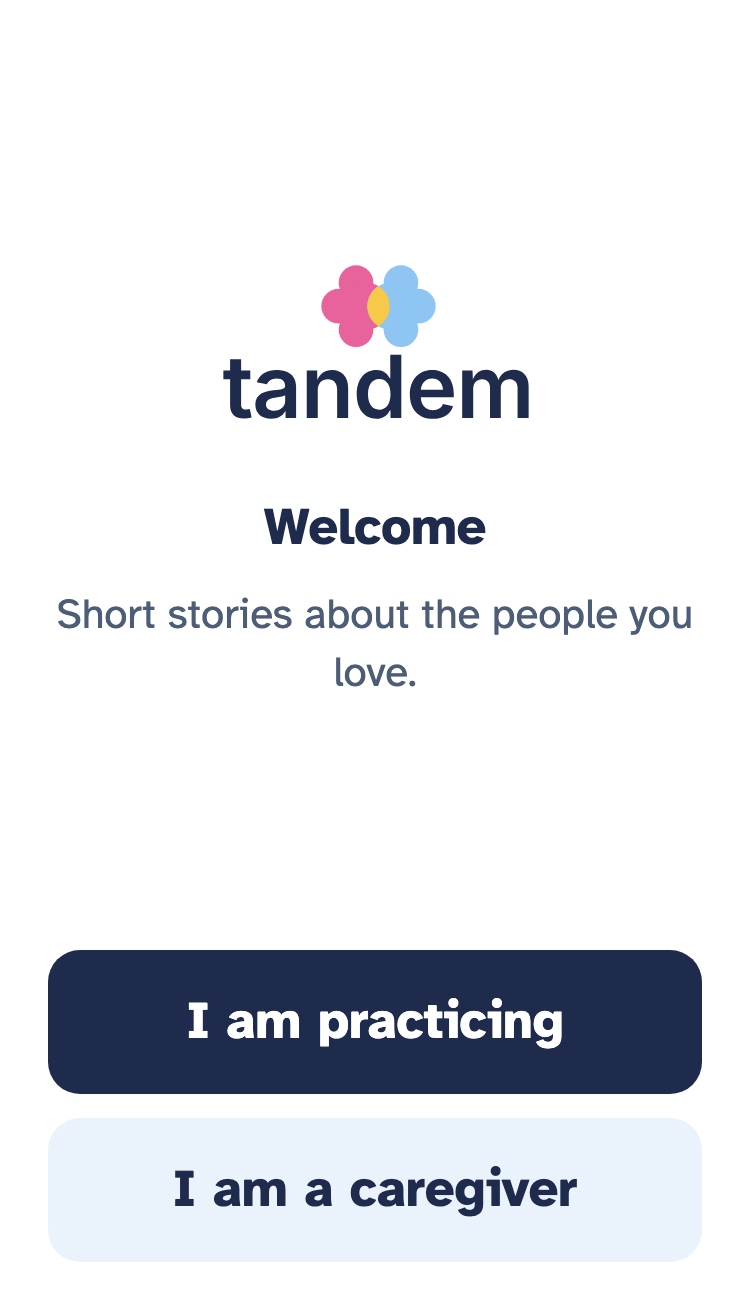 tandem
Welcome
Short stories about the people you
love.
I am practicing
I am a caregiver